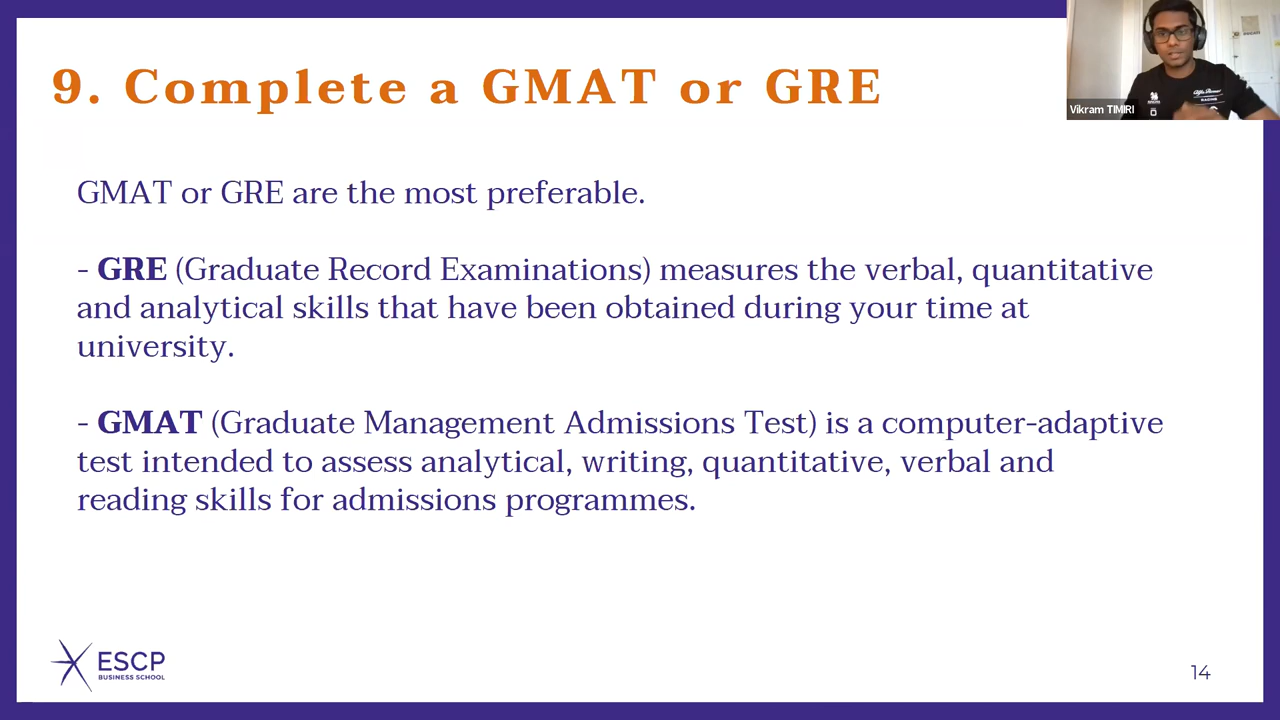 9. Complete a GMAT or GRE
Vikram TIMIRI
RACING
GMAT or GRE are the most preferable.
- GRE (Graduate Record Examinations) measures the verbal, quantitative
and analytical skills that have been obtained during your time at
university.
- GMAT (Graduate Management Admissions Test) is a computer-adaptive
test intended to assess analytical, writing, quantitative, verbal and
reading skills for admissions programmes.
ESCP
BUSINESS SCHOOL
14